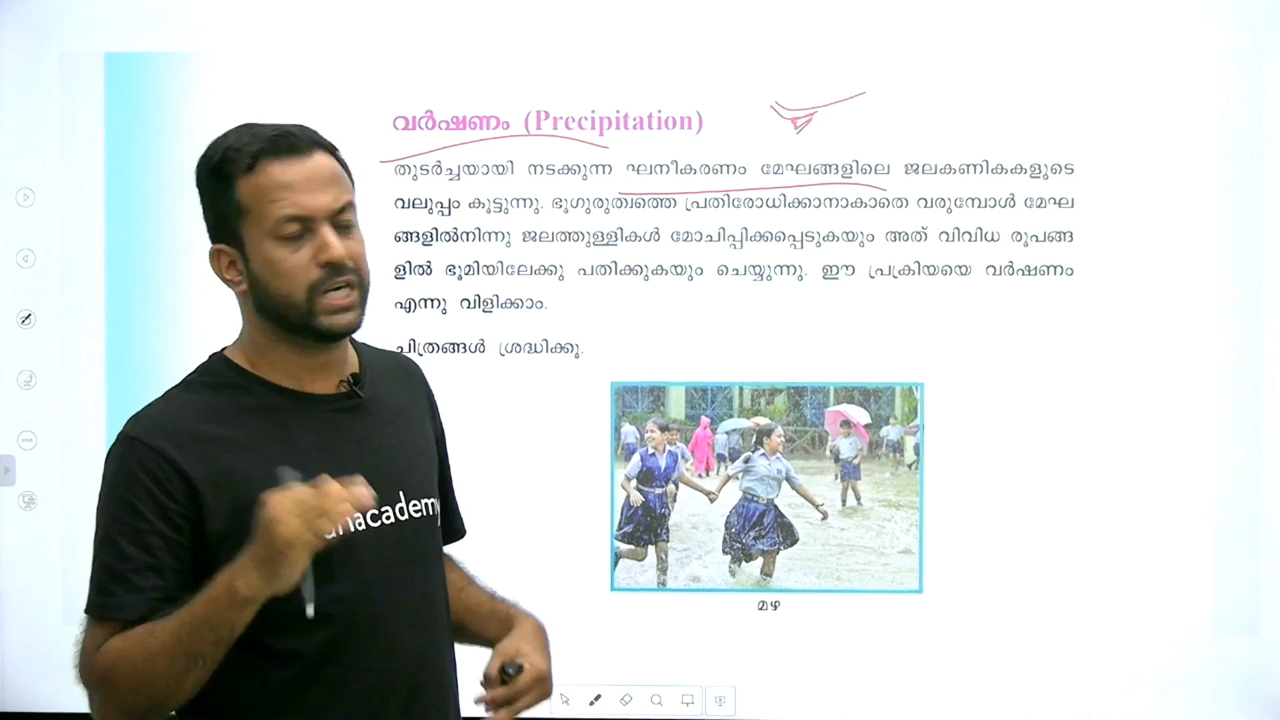 വർഷണം (Precipitation)
തുടർച്ചയായി നടക്കുന്ന ഘനീകരണം മേഘങ്ങളിലെ ജലകണികകളുടെ
വലുപ്പം കൂട്ടുന്നു. ഭൂഗുരുത്വത്തെ പ്രതിരോധിക്കാനാകാതെ വരുമ്പോൾ മേഘ
ങ്ങളിൽനിന്നു ജലത്തുള്ളികൾ മോചിപ്പിക്കപ്പെടുകയും അത് വിവിധ രൂപങ്ങ
ളിൽ ഭൂമിയിലേക്കു പതിക്കുകയും ചെയ്യുന്നു. ഈ പ്രക്രിയയെ വർഷണം
എന്നു വിളിക്കാം.
ചിത്രങ്ങൾ ശ്രദ്ധിക്കൂ.
unacademy
മഴ